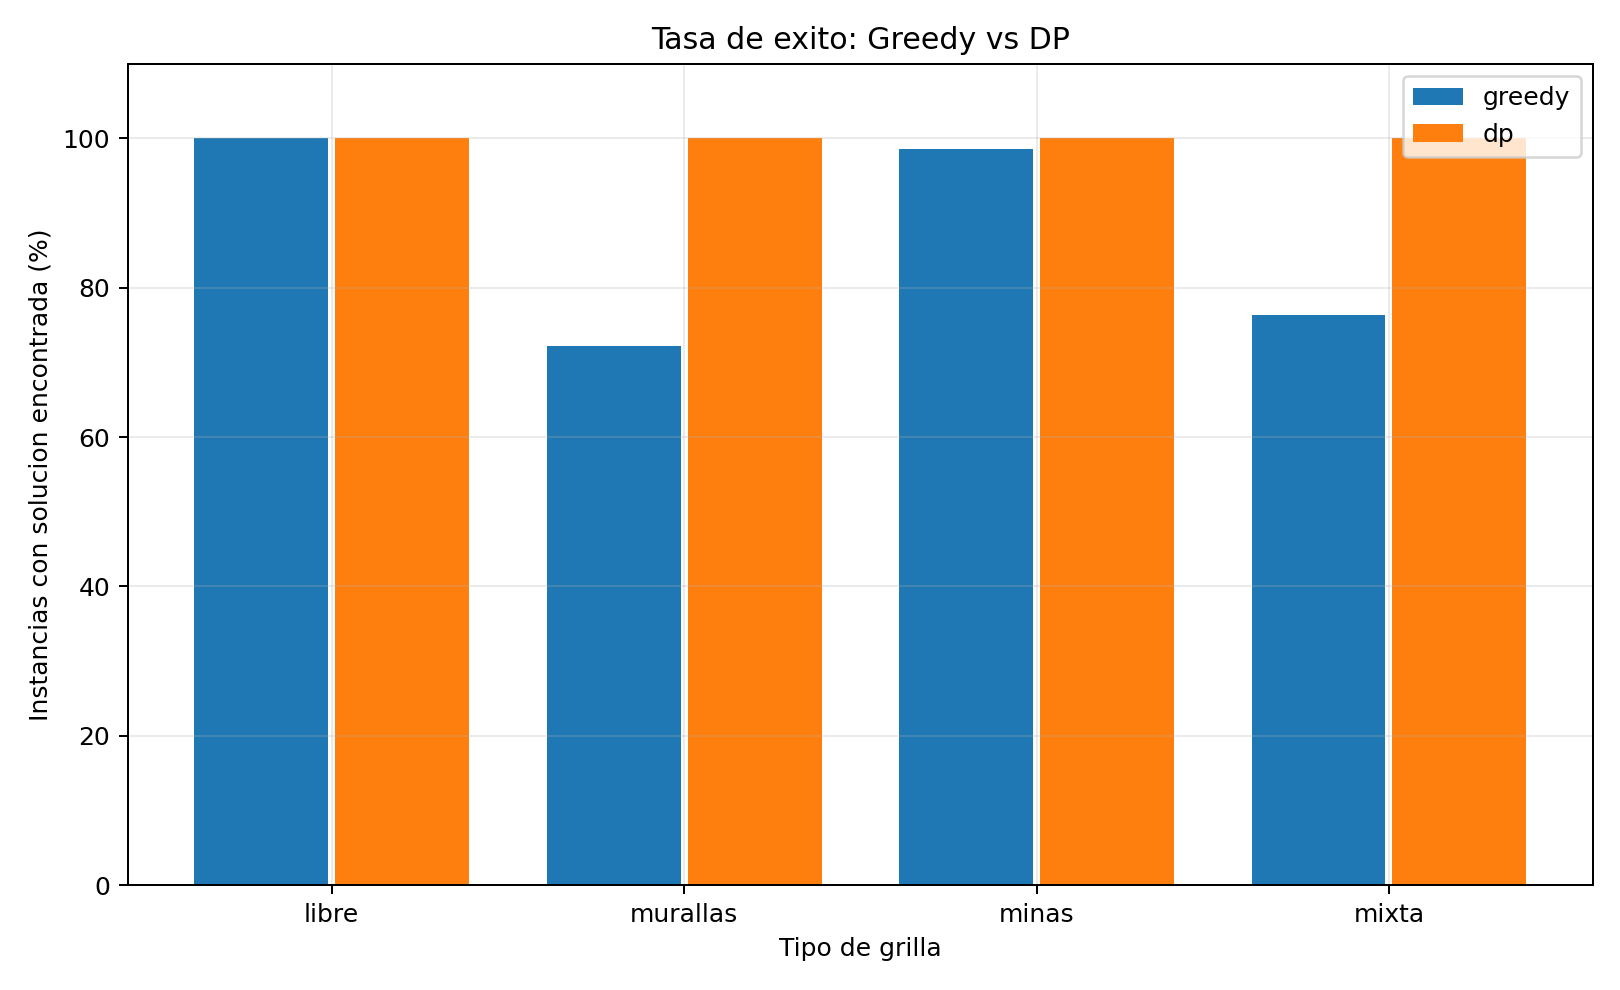 Tasa de exito: Greedy vs DP
greedy
dp
Instancias con solucion encontrada (%)
100
80
60
40
20
0
libre murallas minas mixta
Tipo de grilla